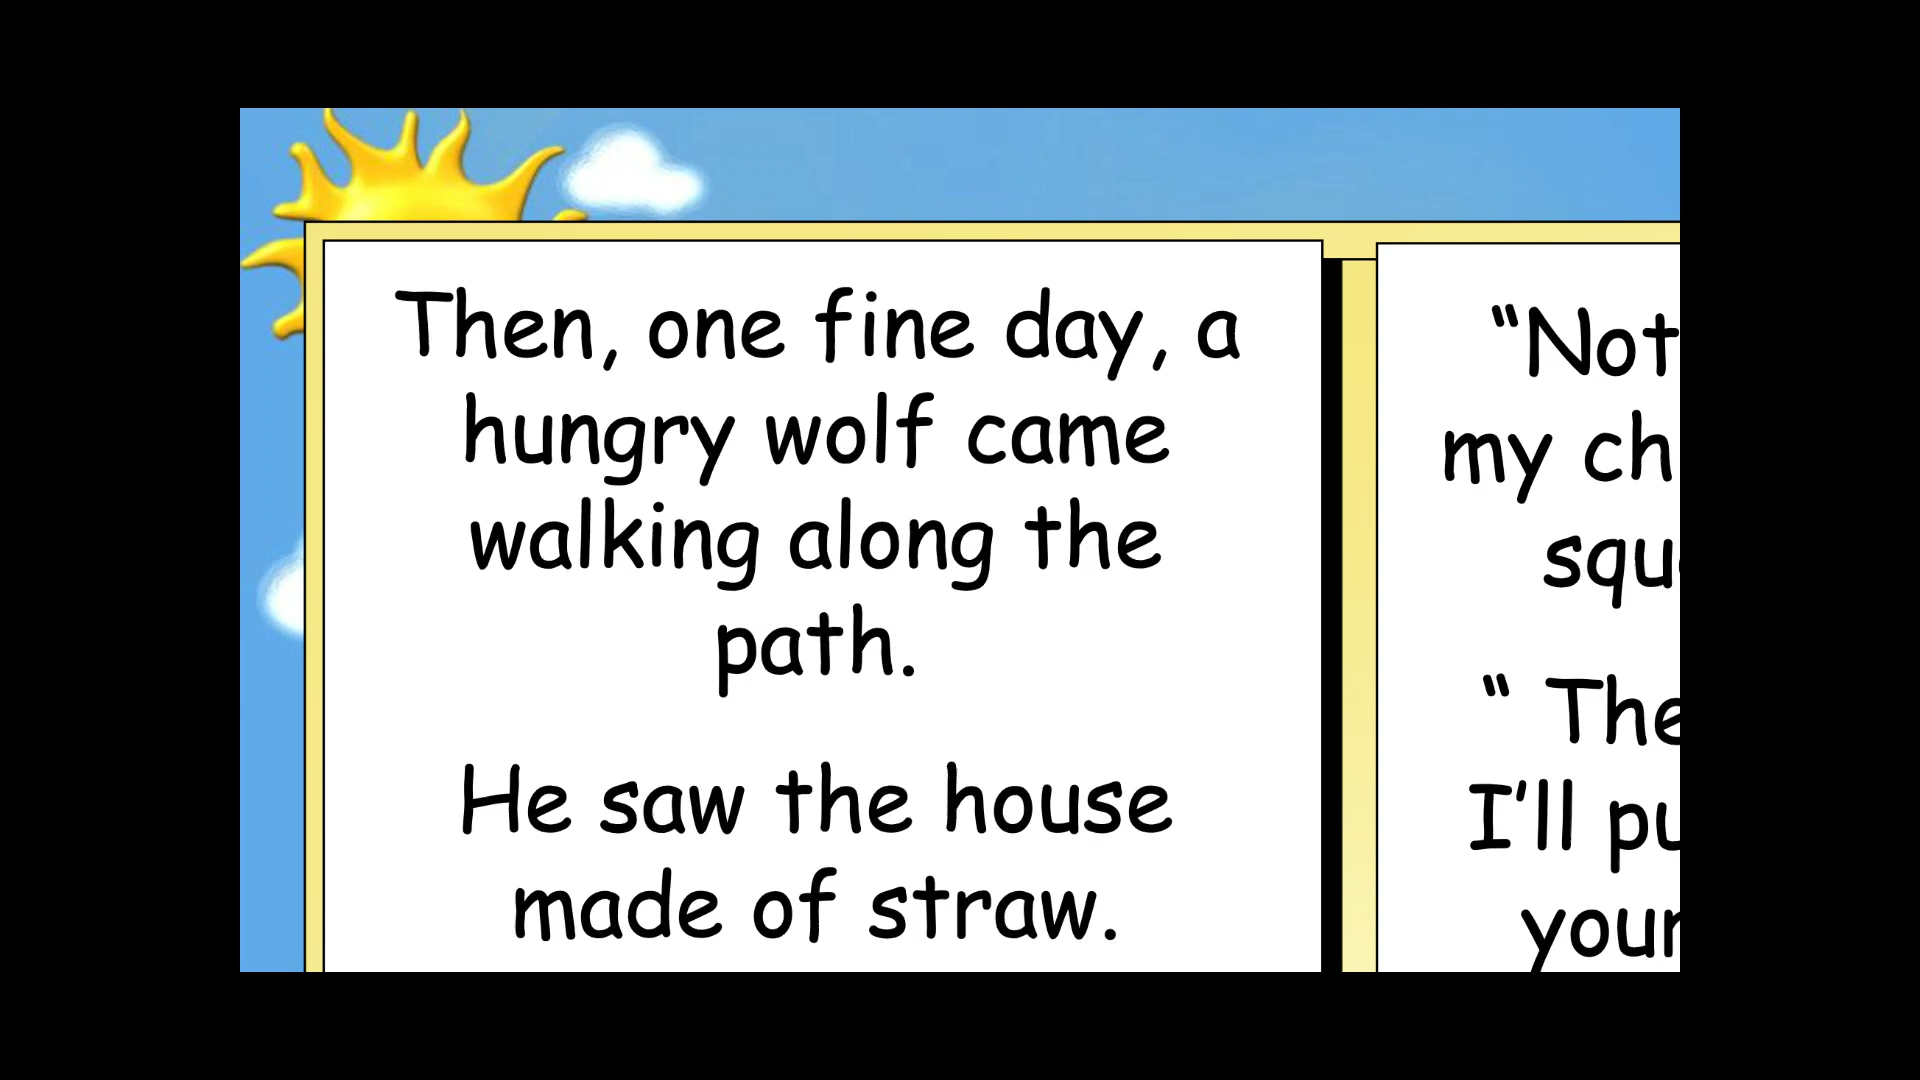 Then, one fine day, a
hungry wolf came
walking along the
path.
He saw the house
made of straw.
“Not
my ch
squ
“ The
I’ll pu
your